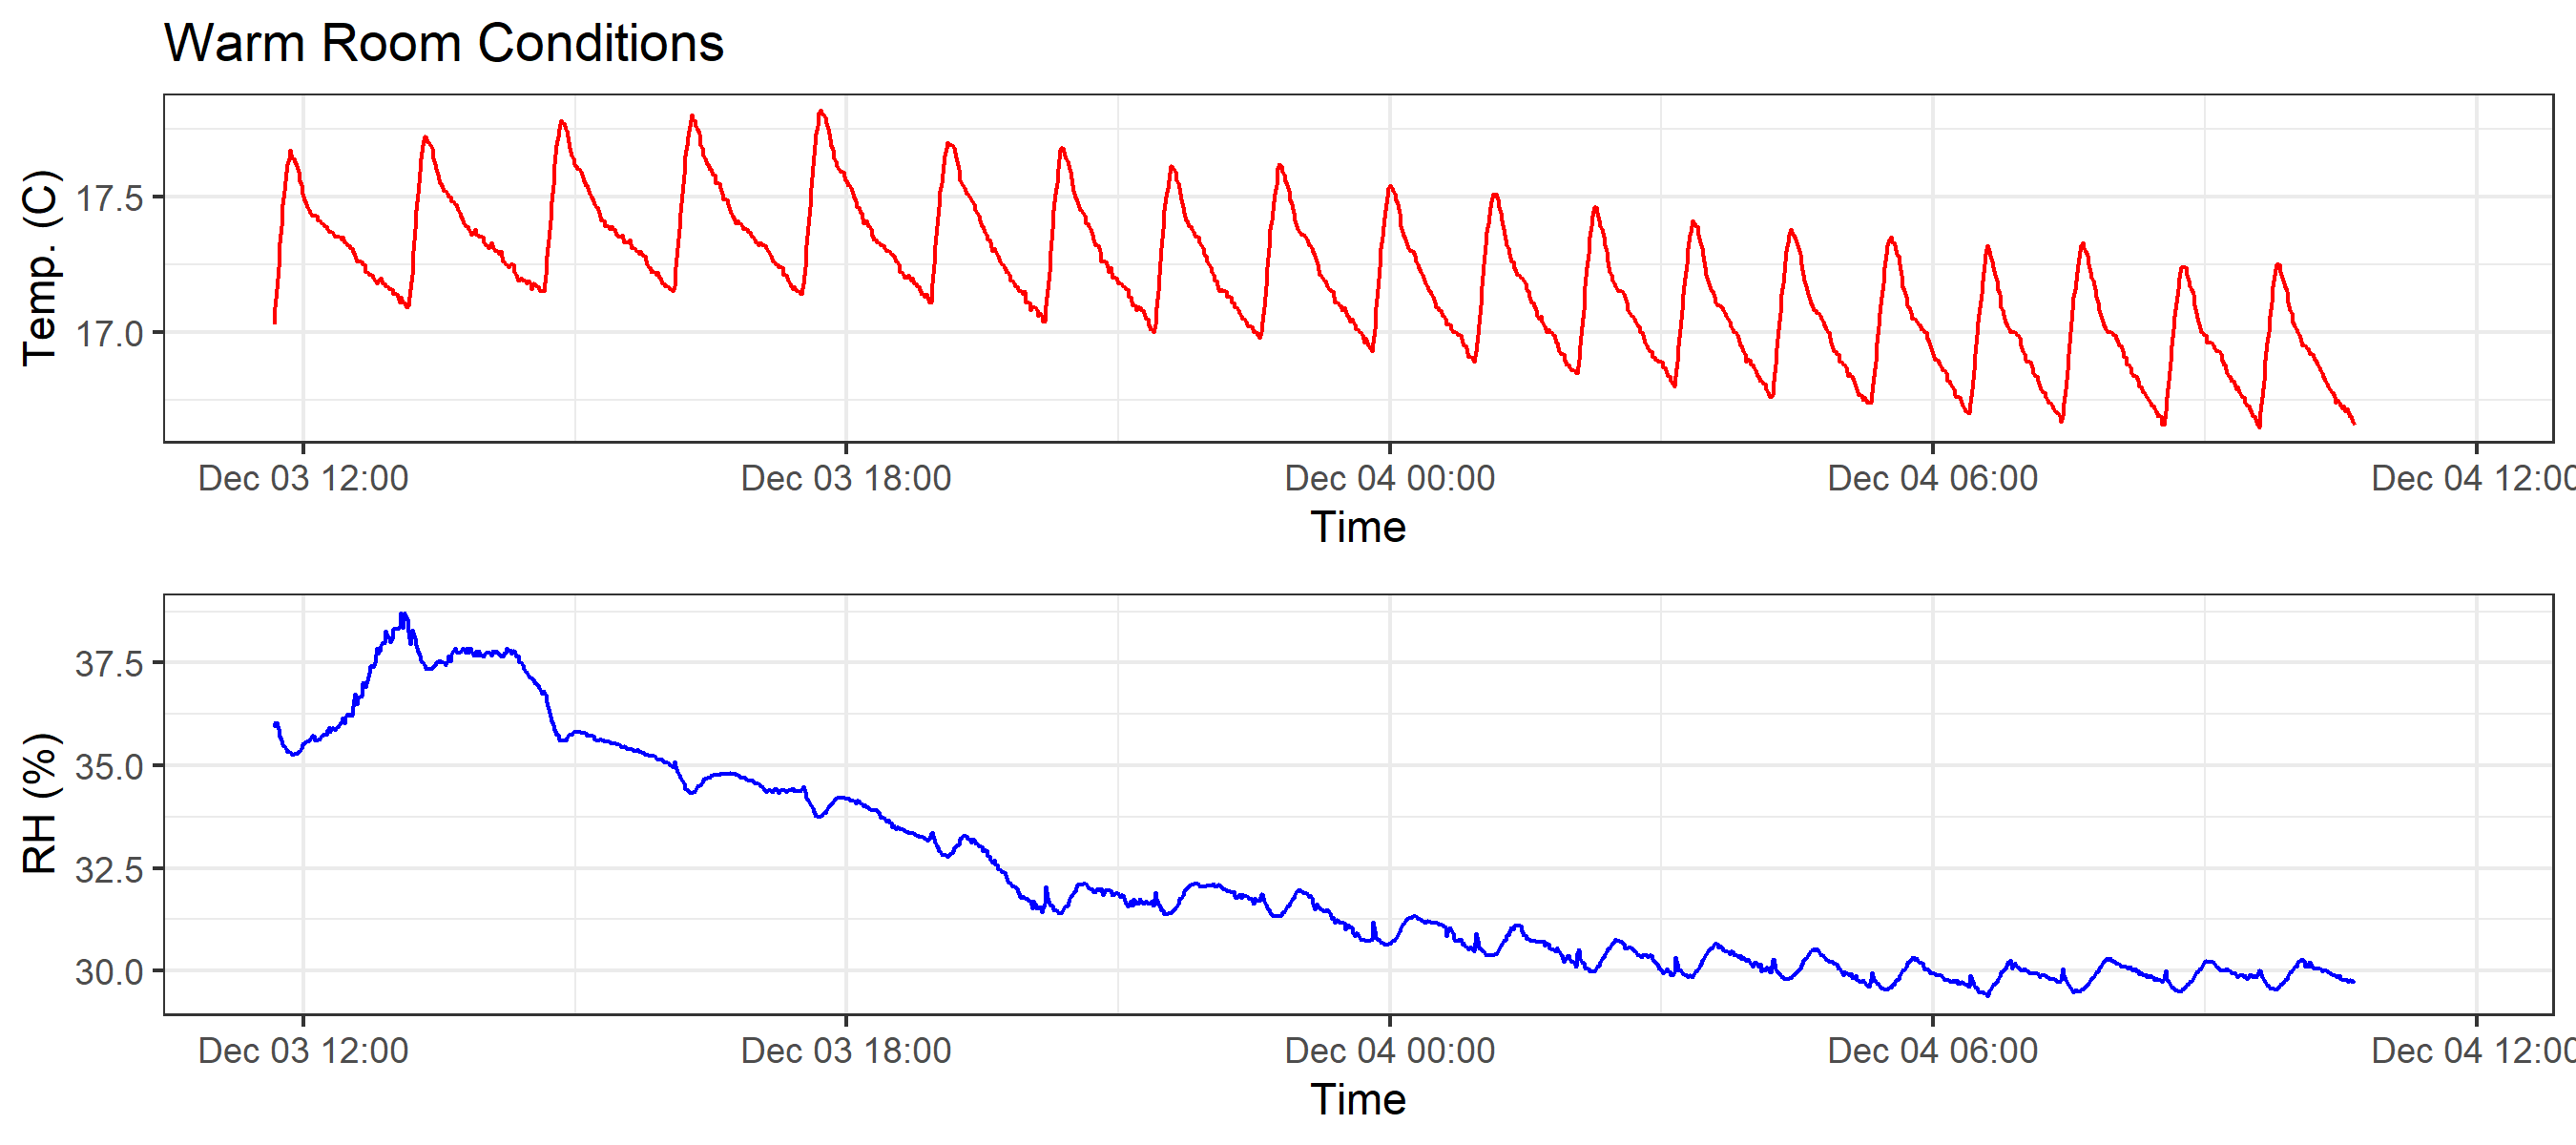 Warm Room Conditions
Temp. (C)
17.5
17.0
Dec 03 12:00 Dec 03 18:00 Dec 04 00:00 Dec 04 06:00 Dec 04 12:00
Time
RH (%)
37.5
35.0
32.5
30.0
Dec 03 12:00 Dec 03 18:00 Dec 04 00:00 Dec 04 06:00 Dec 04 12:00
Time